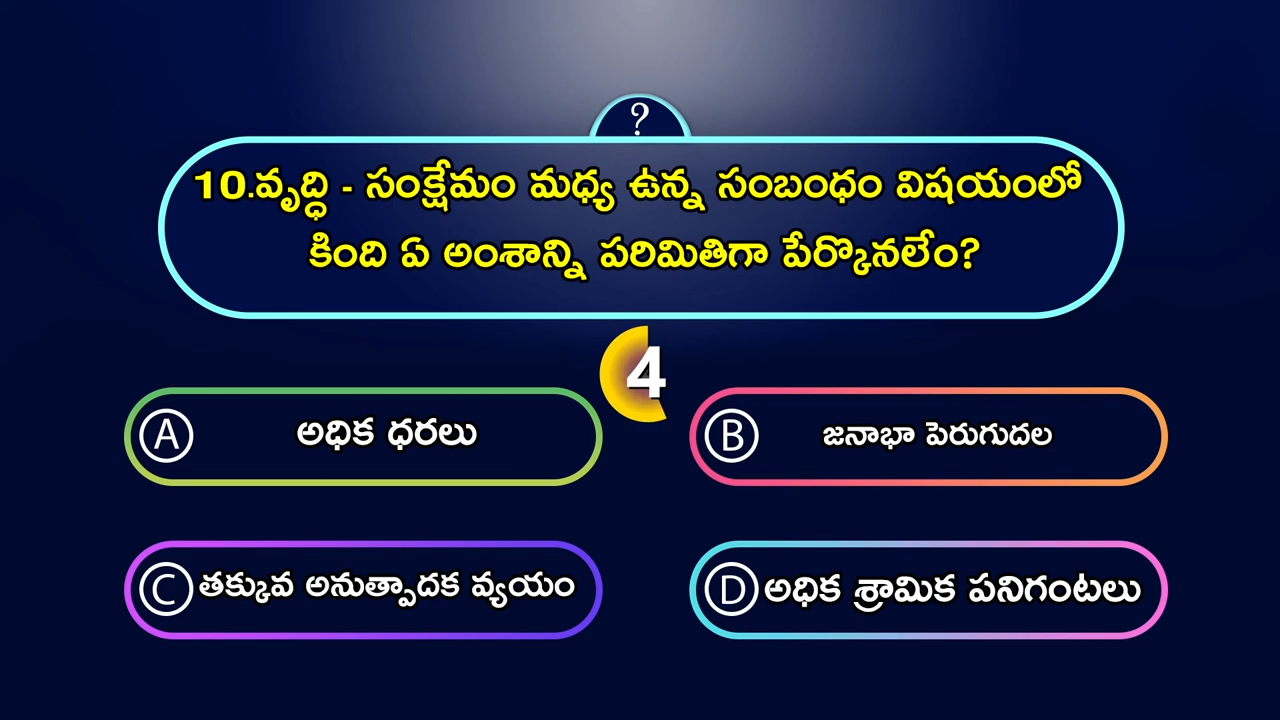 ?
10.వృద్ధి - సంక్షేమం మధ్య ఉన్న సంబంధం విషయంలో
కింది ఏ అంశాన్ని పరిమితిగా పేర్కొనలేం?
4
A అధిక ధరలు
B జనాభా పెరుగుదల
C తక్కువ అనుత్పాదక వ్యయం
D అధిక శ్రామిక పనిగంటలు